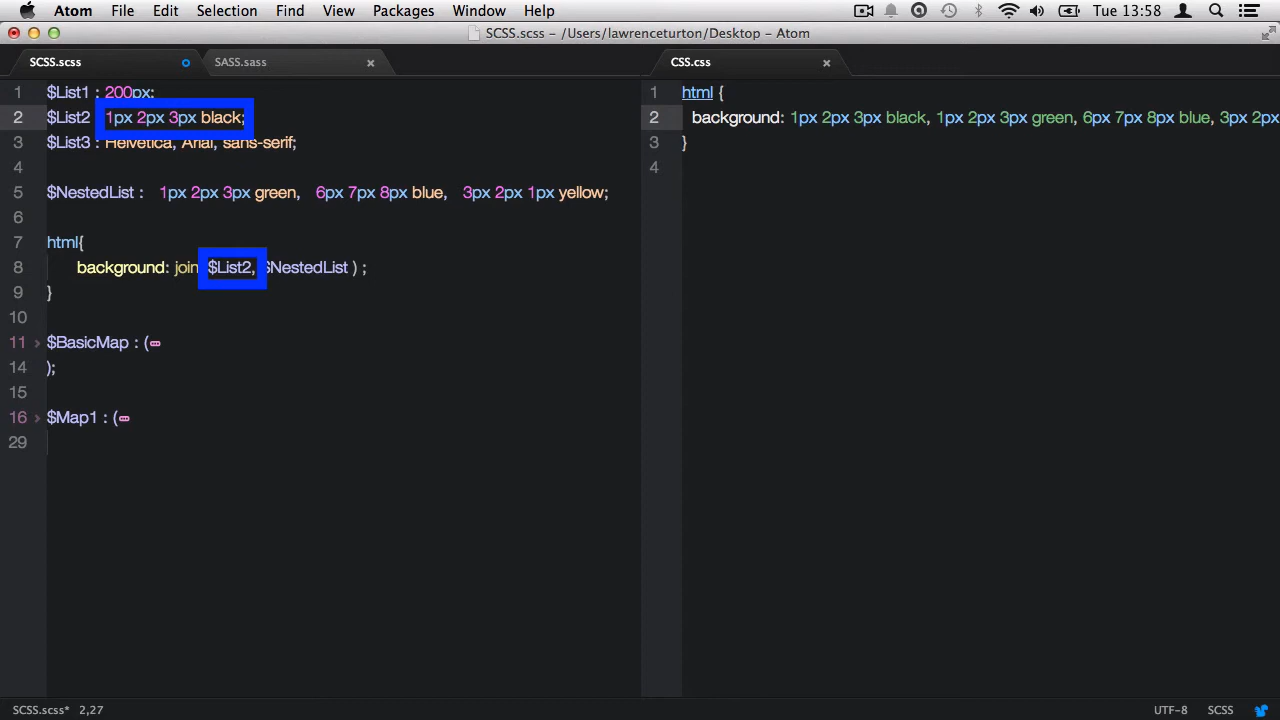 Atom File Edit Selection Find View Packages Window Help Tue 13:58
SCSS.scss – /Users/lawrenceturton/Desktop – Atom
SCSS.scss SASS.sass CSS.css
1 $List1 : 200px;
2 $List2 1px 2px 3px black;
3 $List3 : Helvetica, Arial, sans-serif;
4
5 $NestedList : 1px 2px 3px green, 6px 7px 8px blue, 3px 2px 1px yellow;
6
7 html{
8 background: join $List2, $NestedList ) ;
9 }
10
11 $BasicMap : (
14 );
15
16 $Map1 : (
29
1 html {
2 background: 1px 2px 3px black, 1px 2px 3px green, 6px 7px 8px blue, 3px 2px
3 }
4
SCSS.scss* 2,27 UTF-8 SCSS